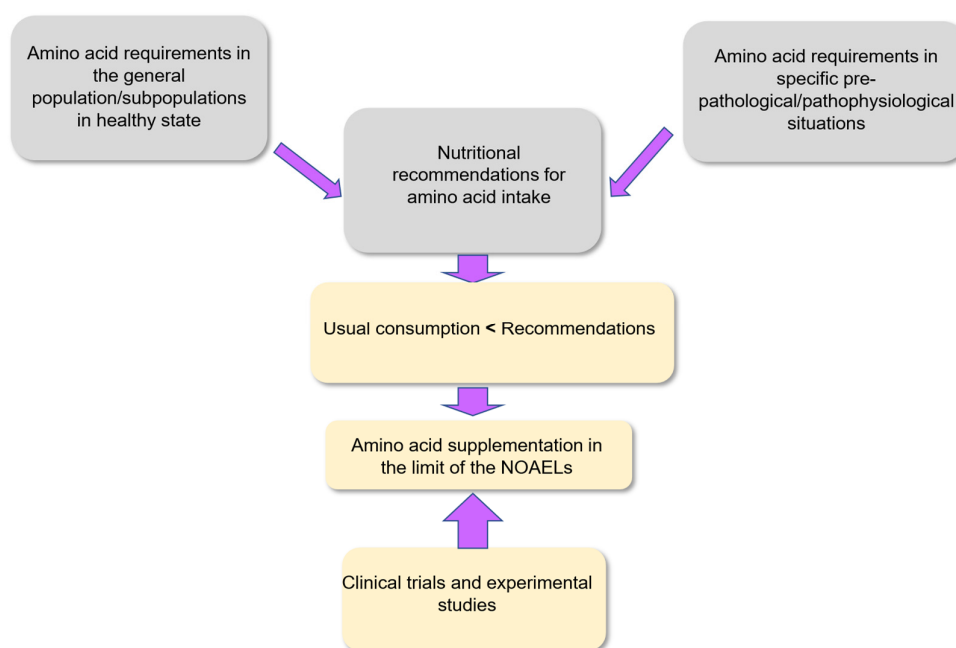 Amino acid requirements in
the general
population/subpopulations
in healthy state
Amino acid requirements in
specific pre-
pathological/pathophysiological
situations
Nutritional
recommendations for
amino acid intake
Usual consumption < Recommendations
Amino acid supplementation in
the limit of the NOAELs
Clinical trials and experimental
studies